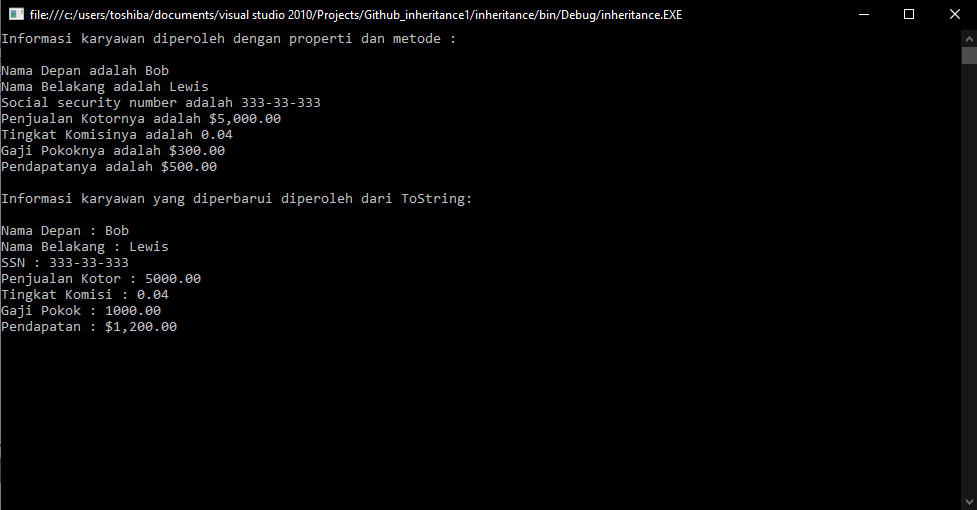 file:///c:/users/toshiba/documents/visual studio 2010/Projects/Github_inheritance1/inheritance/bin/Debug/inheritance.EXE
Informasi karyawan diperoleh dengan properti dan metode :
Nama Depan adalah Bob
Nama Belakang adalah Lewis
Social security number adalah 333-33-333
Penjualan Kotornya adalah $5,000.00
Tingkat Komisinya adalah 0.04
Gaji Pokoknya adalah $300.00
Pendapatanya adalah $500.00
Informasi karyawan yang diperbarui diperoleh dari ToString:
Nama Depan : Bob
Nama Belakang : Lewis
SSN : 333-33-333
Penjualan Kotor : 5000.00
Tingkat Komisi : 0.04
Gaji Pokok : 1000.00
Pendapatan : $1,200.00